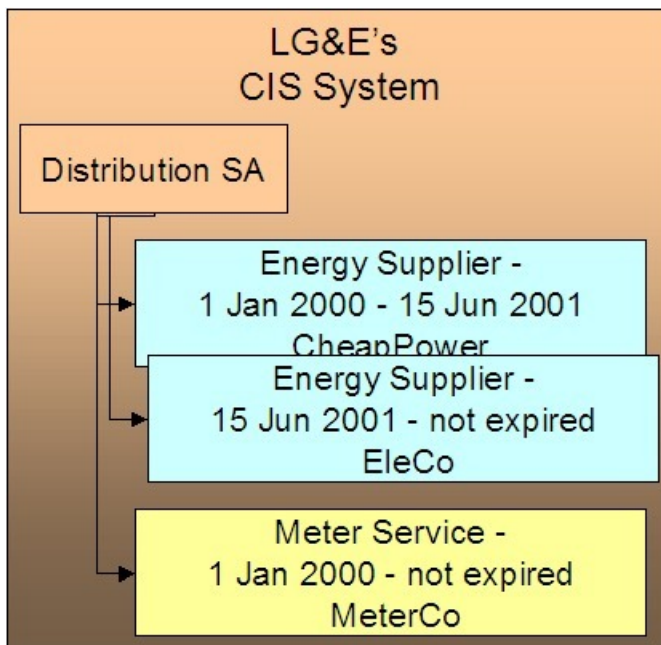 LG&E's
CIS System
Distribution SA
Energy Supplier -
1 Jan 2000 - 15 Jun 2001
CheapPower
Energy Supplier -
15 Jun 2001 - not expired
EleCo
Meter Service -
1 Jan 2000 - not expired
MeterCo